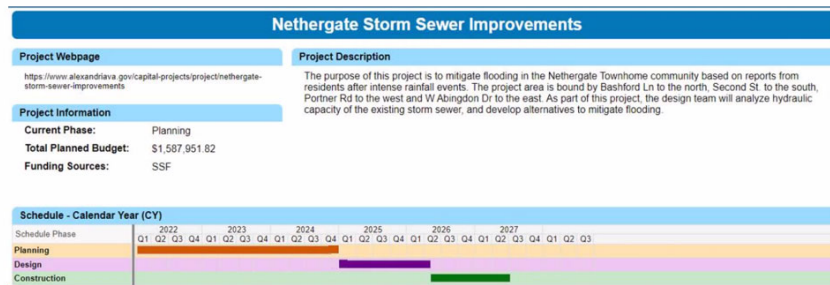 Nethergate Storm Sewer Improvements
Project Webpage
https://www.alexandriava.gov/capital-projects/project/nethergate-
storm-sewer-improvements
Project Information
Current Phase: Planning
Total Planned Budget: $1,587,951.82
Funding Sources: SSF
Project Description
The purpose of this project is to mitigate flooding in the Nethergate Townhome community based on reports from
residents after intense rainfall events. The project area is bound by Bashford Ln to the north, Second St. to the south,
Portner Rd to the west and W Abingdon Dr to the east. As part of this project, the design team will analyze hydraulic
capacity of the existing storm sewer, and develop alternatives to mitigate flooding.
Schedule - Calendar Year (CY)
Schedule Phase
2022 2023 2024 2025 2026 2027
Q1 Q2 Q3 Q4 Q1 Q2 Q3 Q4 Q1 Q2 Q3 Q4 Q1 Q2 Q3 Q4 Q1 Q2 Q3 Q4 Q1 Q2 Q3 Q4 Q1 Q2 Q3
Planning
Design
Construction